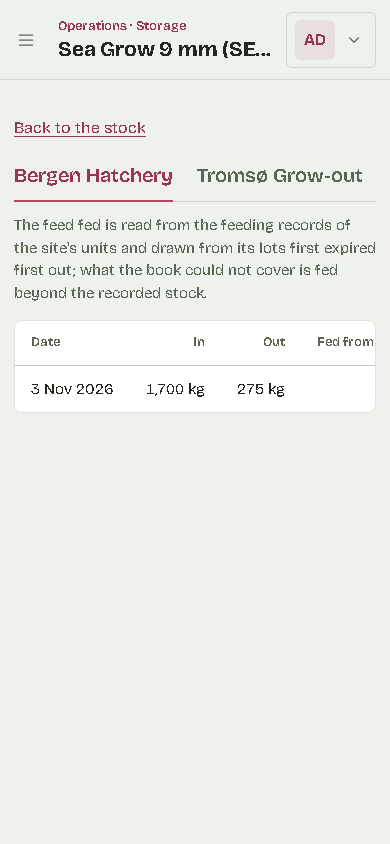 Operations · Storage
Sea Grow 9 mm (SE...
AD
Back to the stock
Bergen Hatchery
Tromsø Grow-out
The feed fed is read from the feeding records of
the site's units and drawn from its lots first expired
first out; what the book could not cover is fed
beyond the recorded stock.
Date In Out Fed from
3 Nov 2026 1,700 kg 275 kg